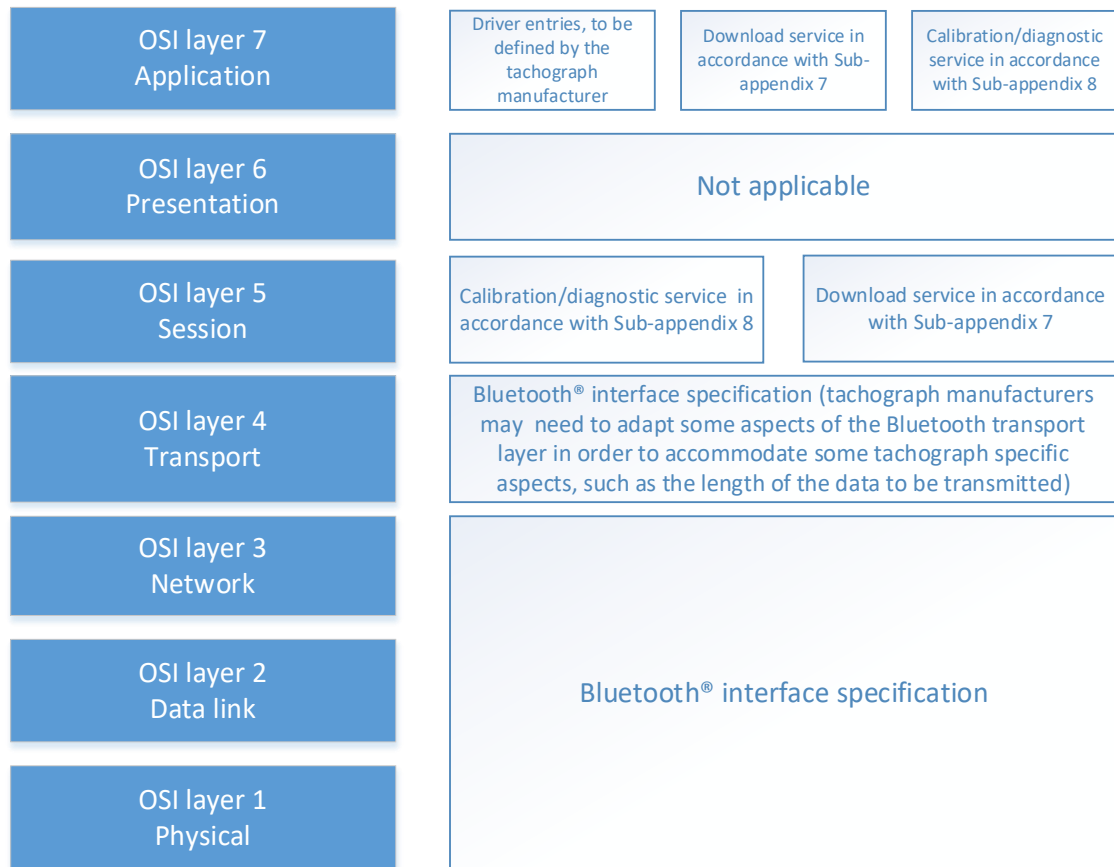 OSI layer 7
Application
Driver entries, to be
defined by the
tachograph
manufacturer
Download service in
accordance with Sub-
appendix 7
Calibration/diagnostic
service in accordance
with Sub-appendix 8
OSI layer 6
Presentation
Not applicable
OSI layer 5
Session
Calibration/diagnostic service in
accordance with Sub-appendix 8
Download service in accordance
with Sub-appendix 7
OSI layer 4
Transport
Bluetooth® interface specification (tachograph manufacturers
may need to adapt some aspects of the Bluetooth transport
layer in order to accommodate some tachograph specific
aspects, such as the length of the data to be transmitted)
OSI layer 3
Network
OSI layer 2
Data link
Bluetooth® interface specification
OSI layer 1
Physical